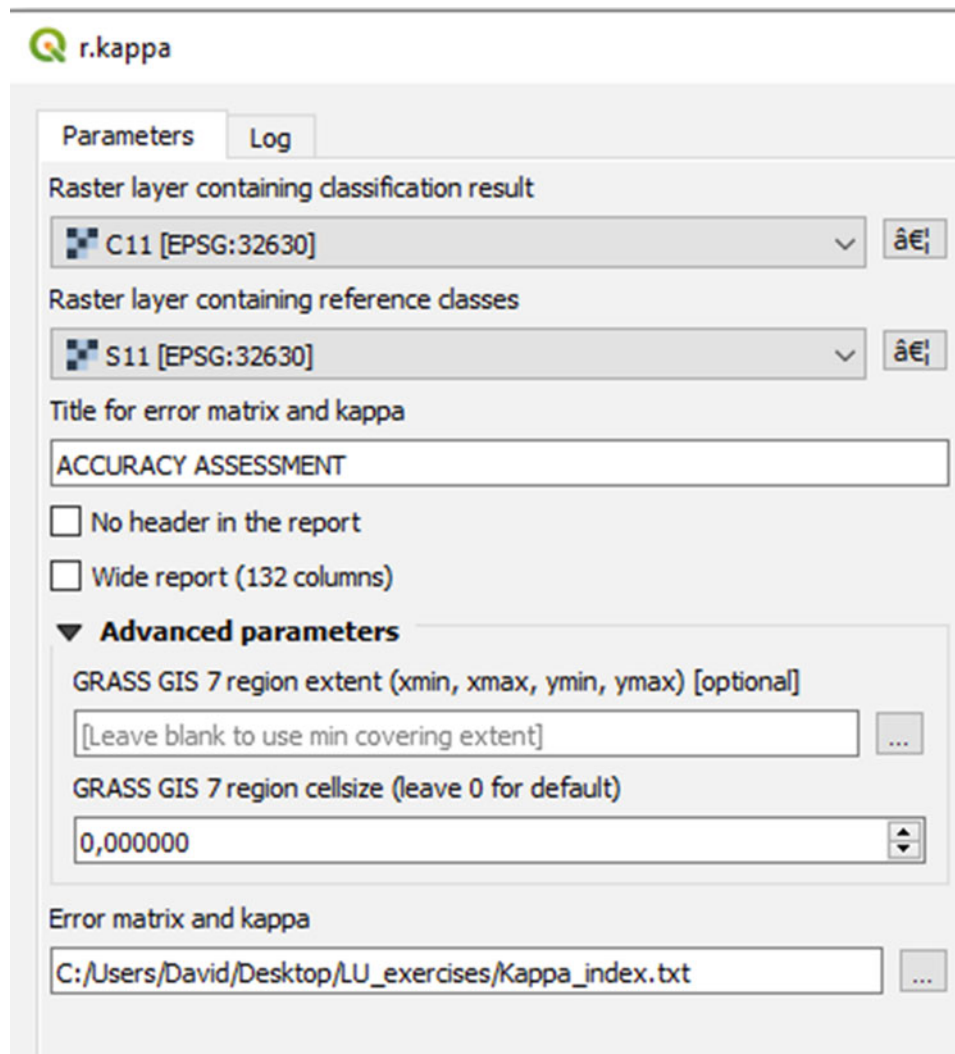 r.kappa
Parameters Log
Raster layer containing classification result
C11 [EPSG:32630] …
Raster layer containing reference classes
S11 [EPSG:32630] …
Title for error matrix and kappa
ACCURACY ASSESSMENT
No header in the report
Wide report (132 columns)
Advanced parameters
GRASS GIS 7 region extent (xmin, xmax, ymin, ymax) [optional]
[Leave blank to use min covering extent] ...
GRASS GIS 7 region cellsize (leave 0 for default)
0,000000
Error matrix and kappa
C:/Users/David/Desktop/LU_exercises/Kappa_index.txt ...